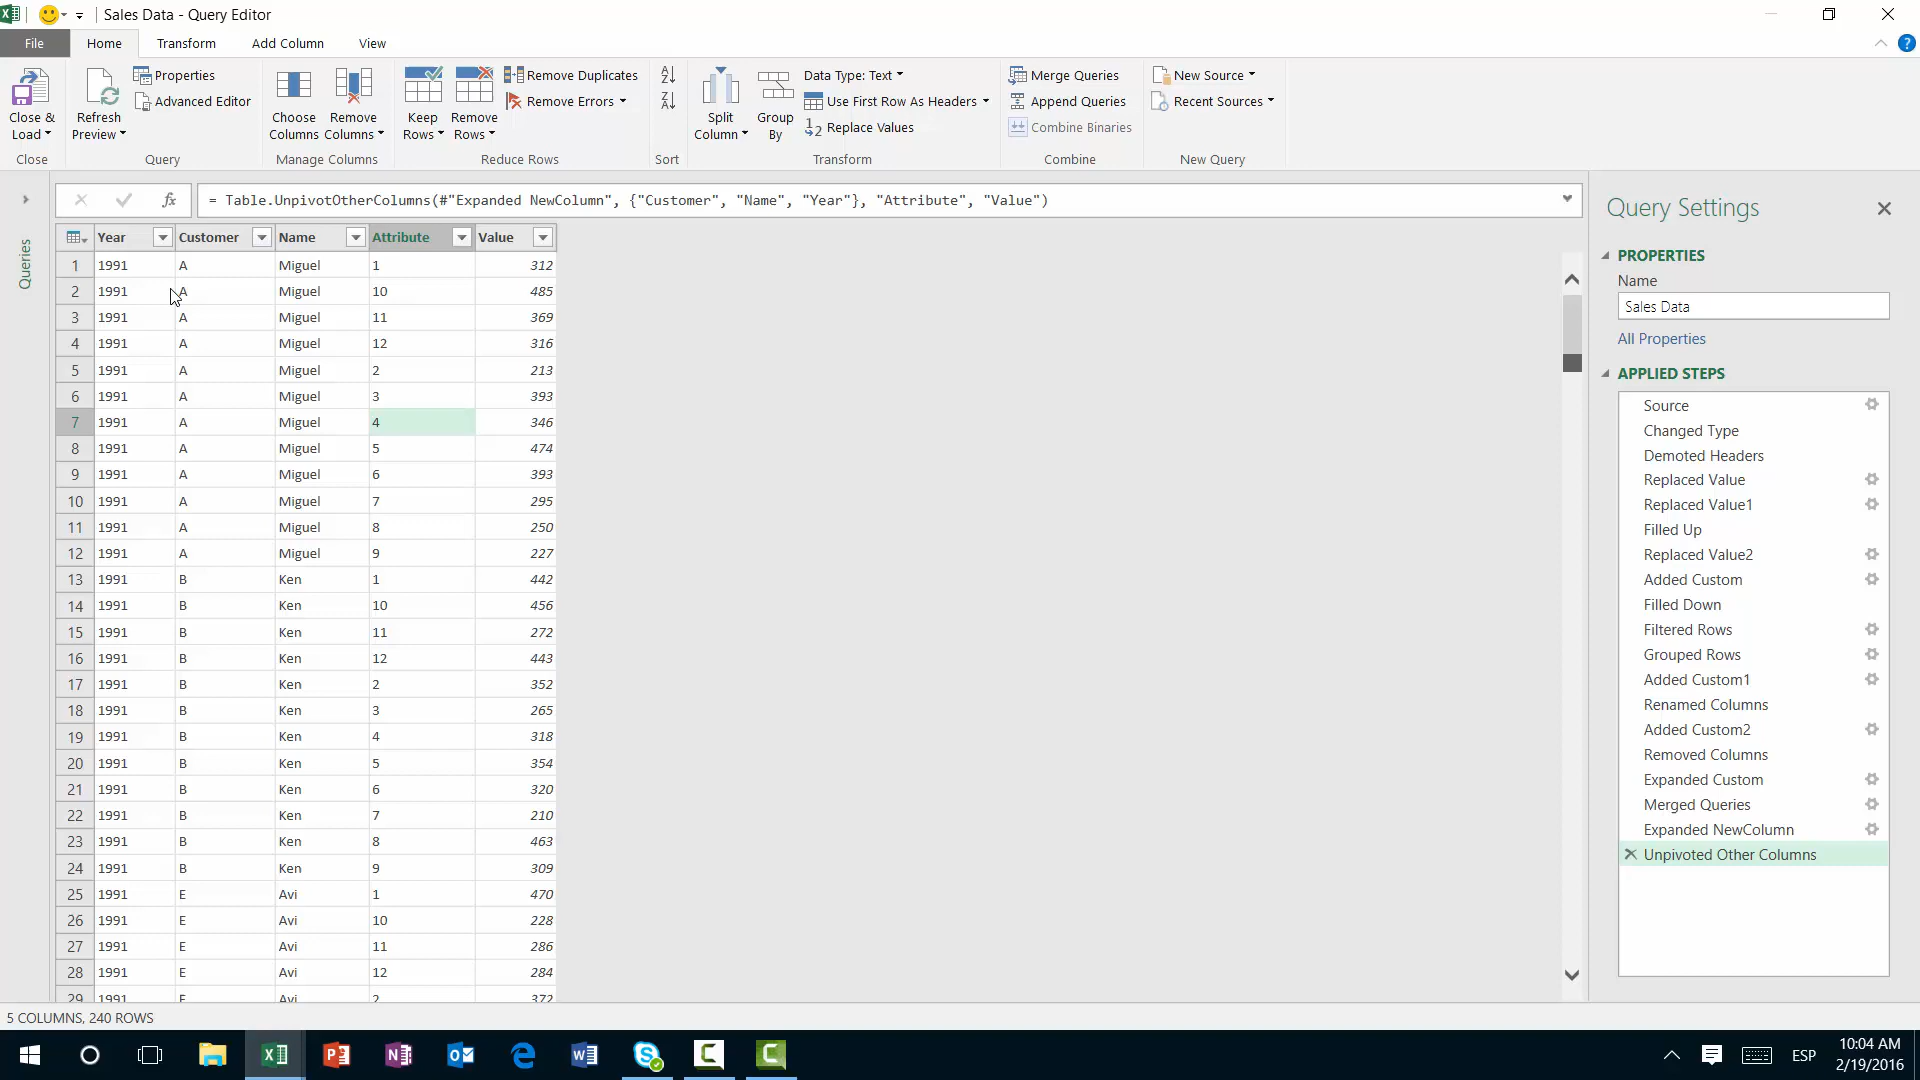 Sales Data - Query Editor
File Home Transform Add Column View
Close & Load
Refresh Preview
Properties
Advanced Editor
Choose Columns
Remove Columns
Keep Rows
Remove Rows
Remove Duplicates
Remove Errors
Split Column
Group By
Data Type: Text
Use First Row As Headers
Replace Values
Merge Queries
Append Queries
Combine Binaries
New Source
Recent Sources
Close Query Manage Columns Reduce Rows Sort Transform Combine New Query
fx = Table.UnpivotOtherColumns(#"Expanded NewColumn", {"Customer", "Name", "Year"}, "Attribute", "Value")
Queries
Year Customer Name Attribute Value
1 1991 A Miguel 1 312
2 1991 A Miguel 10 485
3 1991 A Miguel 11 369
4 1991 A Miguel 12 316
5 1991 A Miguel 2 213
6 1991 A Miguel 3 393
7 1991 A Miguel 4 346
8 1991 A Miguel 5 474
9 1991 A Miguel 6 393
10 1991 A Miguel 7 295
11 1991 A Miguel 8 250
12 1991 A Miguel 9 227
13 1991 B Ken 1 442
14 1991 B Ken 10 456
15 1991 B Ken 11 272
16 1991 B Ken 12 443
17 1991 B Ken 2 352
18 1991 B Ken 3 265
19 1991 B Ken 4 318
20 1991 B Ken 5 354
21 1991 B Ken 6 320
22 1991 B Ken 7 210
23 1991 B Ken 8 463
24 1991 B Ken 9 309
25 1991 E Avi 1 470
26 1991 E Avi 10 228
27 1991 E Avi 11 286
28 1991 E Avi 12 284
29 1991 E Avi 2 372
Query Settings
PROPERTIES
Name
Sales Data
All Properties
APPLIED STEPS
Source
Changed Type
Demoted Headers
Replaced Value
Replaced Value1
Filled Up
Replaced Value2
Added Custom
Filled Down
Filtered Rows
Grouped Rows
Added Custom1
Renamed Columns
Added Custom2
Removed Columns
Expanded Custom
Merged Queries
Expanded NewColumn
Unpivoted Other Columns
5 COLUMNS, 240 ROWS
ESP
10:04 AM
2/19/2016